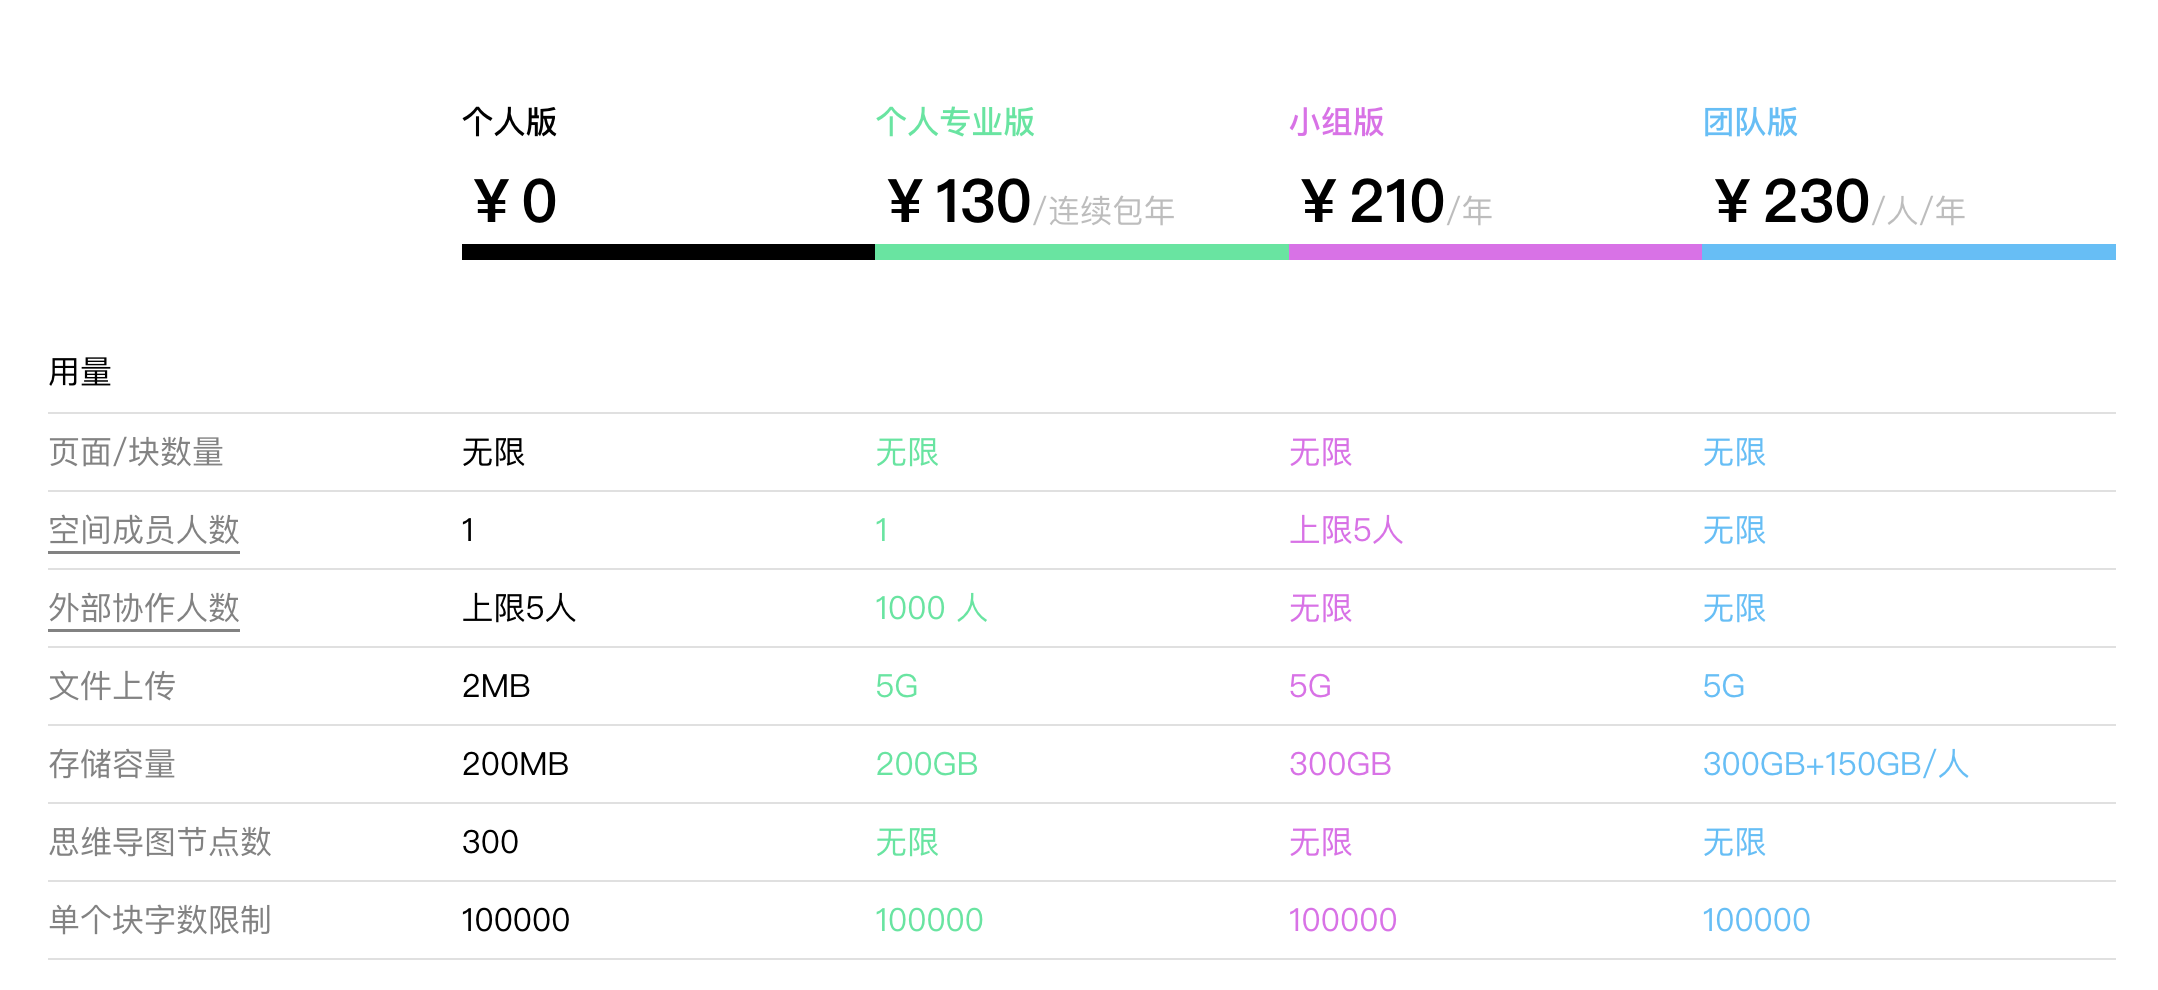 个人版 个人专业版 小组版 团队版
¥ 0 ¥ 130/连续包年 ¥ 210/年 ¥ 230/人/年
用量
页面/块数量 无限 无限 无限 无限
空间成员人数 1 1 上限5人 无限
外部协作人数 上限5人 1000 人 无限 无限
文件上传 2MB 5G 5G 5G
存储容量 200MB 200GB 300GB 300GB+150GB/人
思维导图节点数 300 无限 无限 无限
单个块字数限制 100000 100000 100000 100000